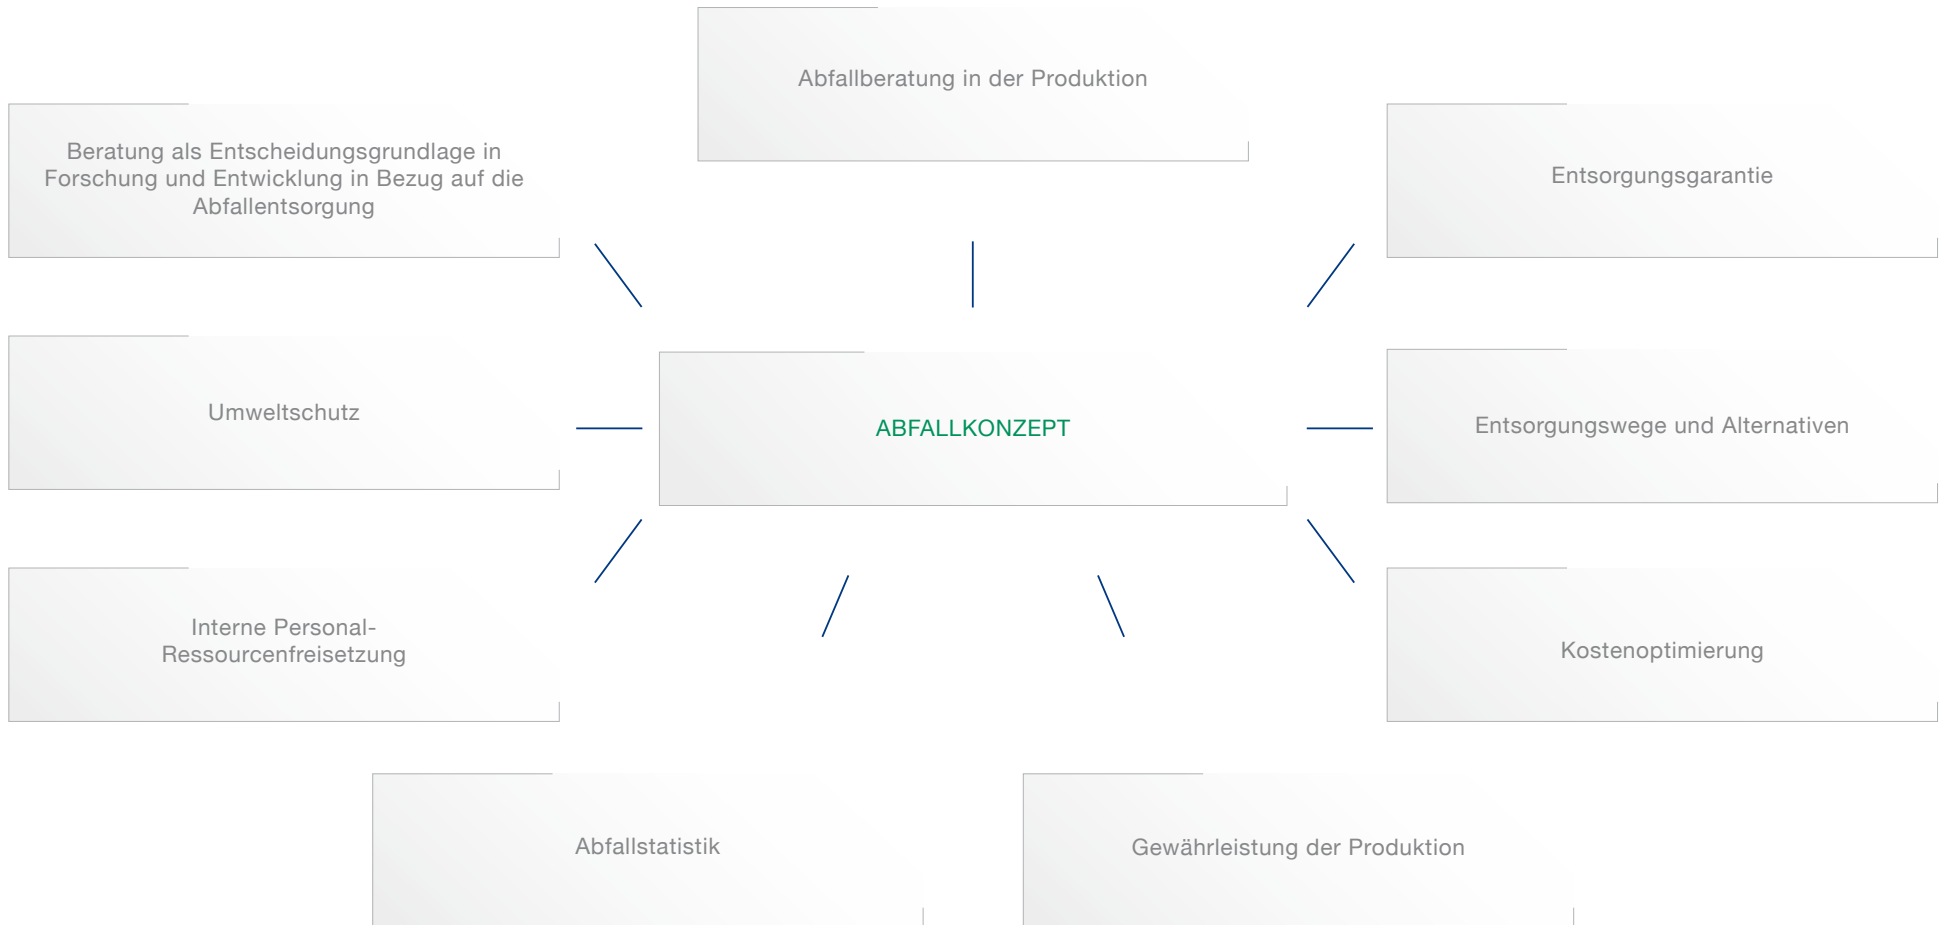 Abfallberatung in der Produktion
Beratung als Entscheidungsgrundlage in
Forschung und Entwicklung in Bezug auf die
Abfallentsorgung
Entsorgungsgarantie
Umweltschutz
ABFALLKONZEPT
Entsorgungswege und Alternativen
Interne Personal-
Ressourcenfreisetzung
Kostenoptimierung
Abfallstatistik
Gewährleistung der Produktion